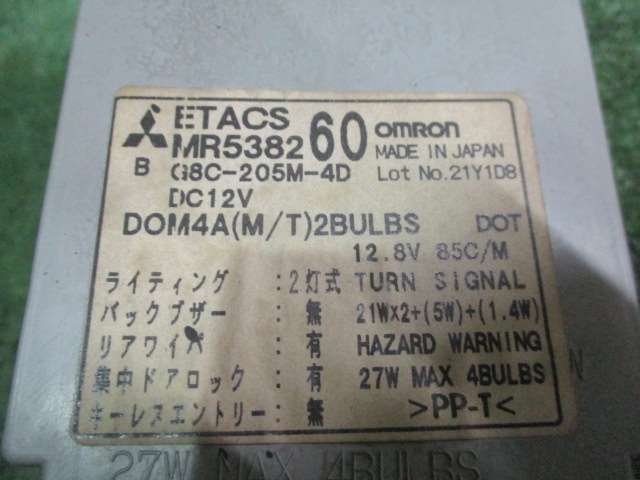 ETACS
MR538260 omron
B G8C-205M-4D MADE IN JAPAN
DC12V Lot No.21Y1D8
DOM4A(M/T)2BULBS DOT
12.8V 85C/M
ライティング :2灯式 TURN SIGNAL
バックブザー :無 21W×2+(5W)+(1.4W)
リアワイパ :有 HAZARD WARNING
集中ドアロック :有 27W MAX 4BULBS
キーレスエントリー:無 >PP-T<
27W MAX 4BULBS